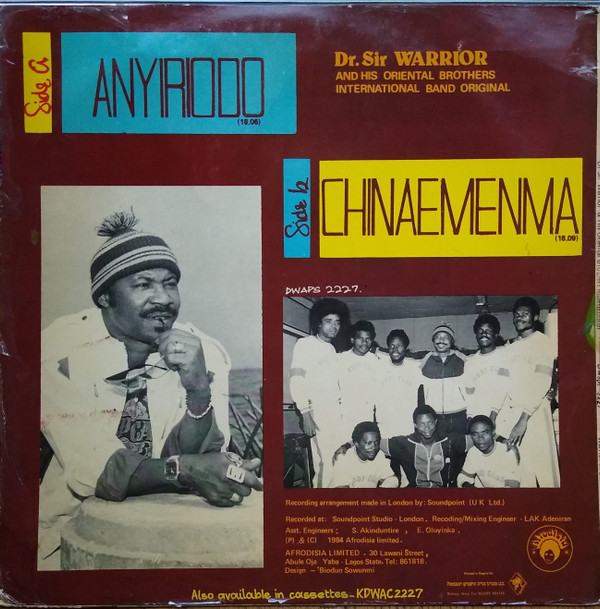 Side a
ANYIRIODO
(18.06)
Dr. Sir WARRIOR
AND HIS ORIENTAL BROTHERS
INTERNATIONAL BAND ORIGINAL
Side b
CHINAEMENMA
(18.09)
DWAPS 2227.
Recording arrangement made in London by: Soundpoint (U K Ltd.)
Recorded at: Soundpoint Studio - London. Recoding/Mixing Engineer - LAK Adeniran
Asst. Engineers: S. Akinduntire, E. Oluyinka.
(P) & (C) 1984 Afrodisia limited.
AFRODISIA LIMITED - 30 Lawani Street,
Abule Oja Yaba - Lagos State. Tel: 861818.
Design - 'Biodun Sowunmi
Afrodisia
Also available in cassettes - KDWAC2227